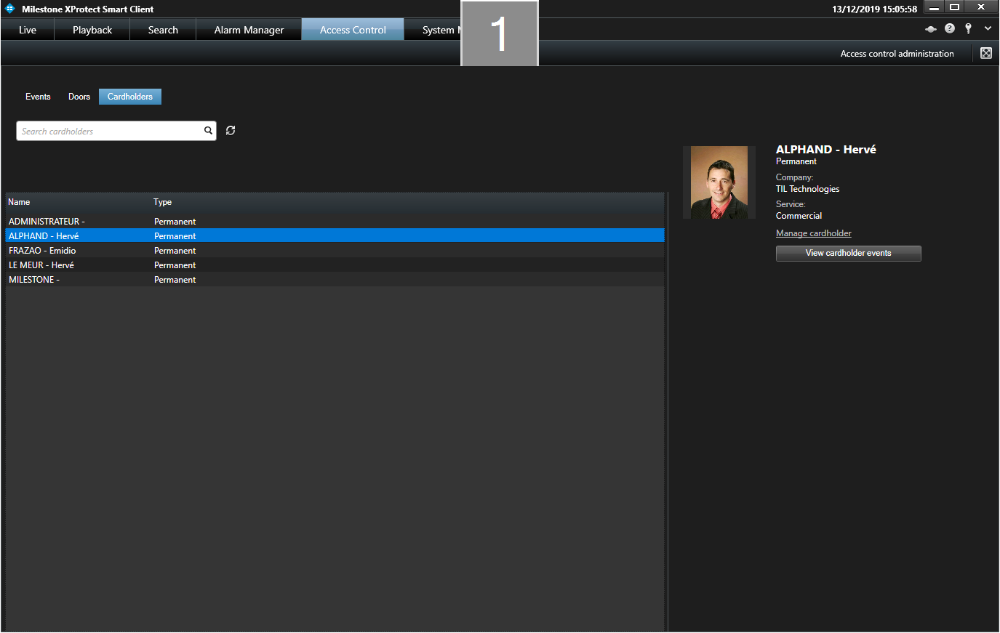 Milestone XProtect Smart Client
13/12/2019 15:05:58
Live
Playback
Search
Alarm Manager
Access Control
System
1
Access control administration
Events
Doors
Cardholders
Search cardholders
Name Type
ADMINISTRATEUR - Permanent
ALPHAND - Hervé Permanent
FRAZAO - Emidio Permanent
LE MEUR - Hervé Permanent
MILESTONE - Permanent
ALPHAND - Hervé
Permanent
Company:
TIL Technologies
Service:
Commercial
Manage cardholder
View cardholder events